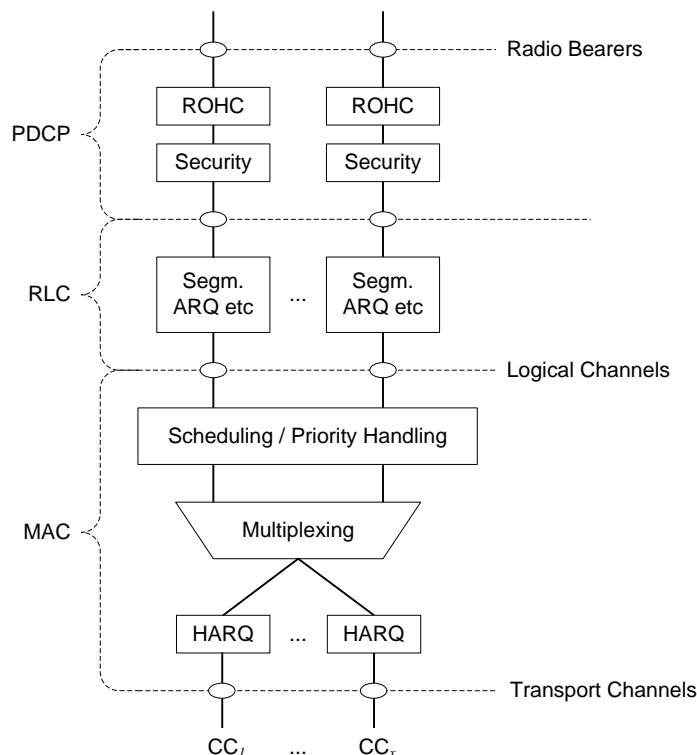 Radio Bearers
ROHC ROHC
PDCP
Security Security
Segm. ... Segm.
ARQ etc ARQ etc
RLC
Logical Channels
Scheduling / Priority Handling
Multiplexing
MAC
HARQ ... HARQ
Transport Channels
CC1 ... CCx